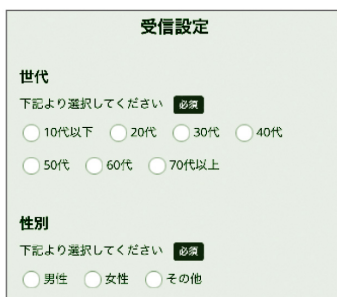 受信設定
世代
下記より選択してください 必須
10代以下 20代 30代 40代
50代 60代 70代以上
性別
下記より選択してください 必須
男性 女性 その他